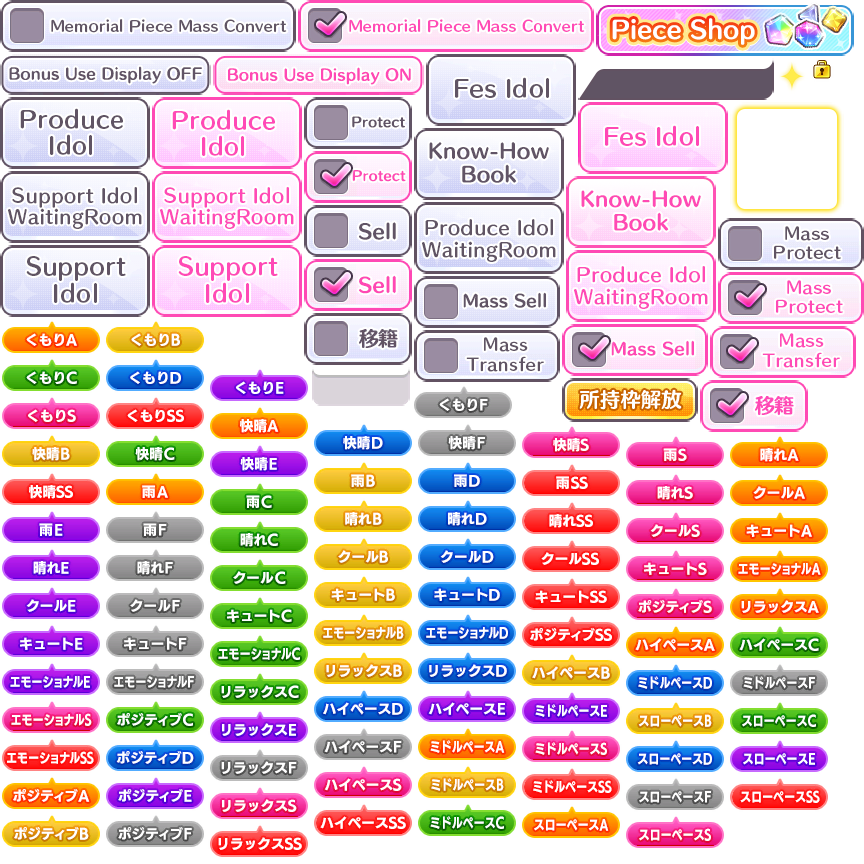 Memorial Piece Mass Convert
Memorial Piece Mass Convert
Piece Shop
Bonus Use Display OFF
Bonus Use Display ON
Fes Idol
Produce
Idol
Produce
Idol
Protect
Fes Idol
Know-How
Book
Protect
Support Idol
WaitingRoom
Support Idol
WaitingRoom
Know-How
Book
Sell
Produce Idol
WaitingRoom
Mass
Protect
Support
Idol
Support
Idol
Sell
Produce Idol
WaitingRoom
Mass Sell
Mass
Protect
移籍
Mass
Transfer
Mass Sell
Mass
Transfer
所持枠解放
移籍
くもりA
くもりB
くもりC
くもりD
くもりE
くもりS
くもりSS
くもりF
快晴A
快晴B
快晴C
快晴D
快晴F
快晴S
雨S
晴れA
快晴E
快晴SS
雨A
雨B
雨D
雨SS
晴れS
クールA
雨C
雨E
雨F
晴れB
晴れD
晴れSS
クールS
キュートA
晴れC
晴れE
晴れF
クールB
クールD
クールSS
キュートS
エモーショナルA
クールC
クールE
クールF
キュートB
キュートD
キュートSS
ポジティブS
リラックスA
キュートC
キュートE
キュートF
エモーショナルB
エモーショナルD
ポジティブSS
ハイペースA
ハイペースC
エモーショナルC
エモーショナルE
エモーショナルF
リラックスB
リラックスD
ハイペースB
ミドルペースD
ミドルペースF
リラックスC
エモーショナルS
ポジティブC
ハイペースD
ハイペースE
ミドルペースE
スローペースB
スローペースC
リラックスE
エモーショナルSS
ポジティブD
ハイペースF
ミドルペースA
ミドルペースS
スローペースD
スローペースE
リラックスF
ポジティブA
ポジティブE
ハイペースS
ミドルペースB
ミドルペースSS
スローペースF
スローペースSS
リラックスS
ポジティブB
ポジティブF
ハイペースSS
ミドルペースC
スローペースA
スローペースS
リラックスSS